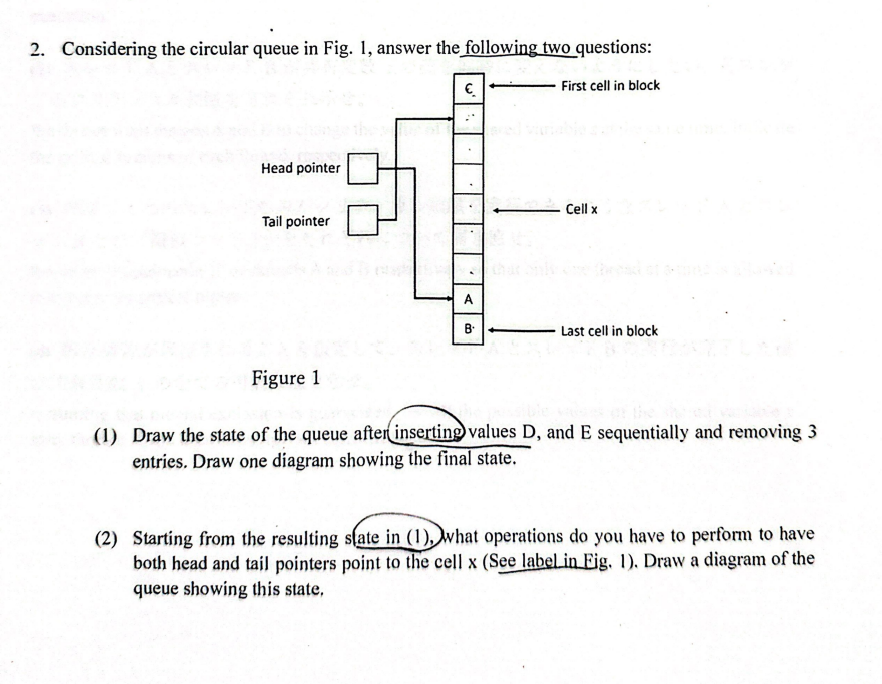 2. Considering the circular queue in Fig. 1, answer the following two questions:
C
First cell in block
Head pointer
Cell x
Tail pointer
A
B
Last cell in block
Figure 1
(1) Draw the state of the queue after inserting values D, and E sequentially and removing 3
entries. Draw one diagram showing the final state.
(2) Starting from the resulting state in (1), what operations do you have to perform to have
both head and tail pointers point to the cell x (See label in Fig. 1). Draw a diagram of the
queue showing this state.